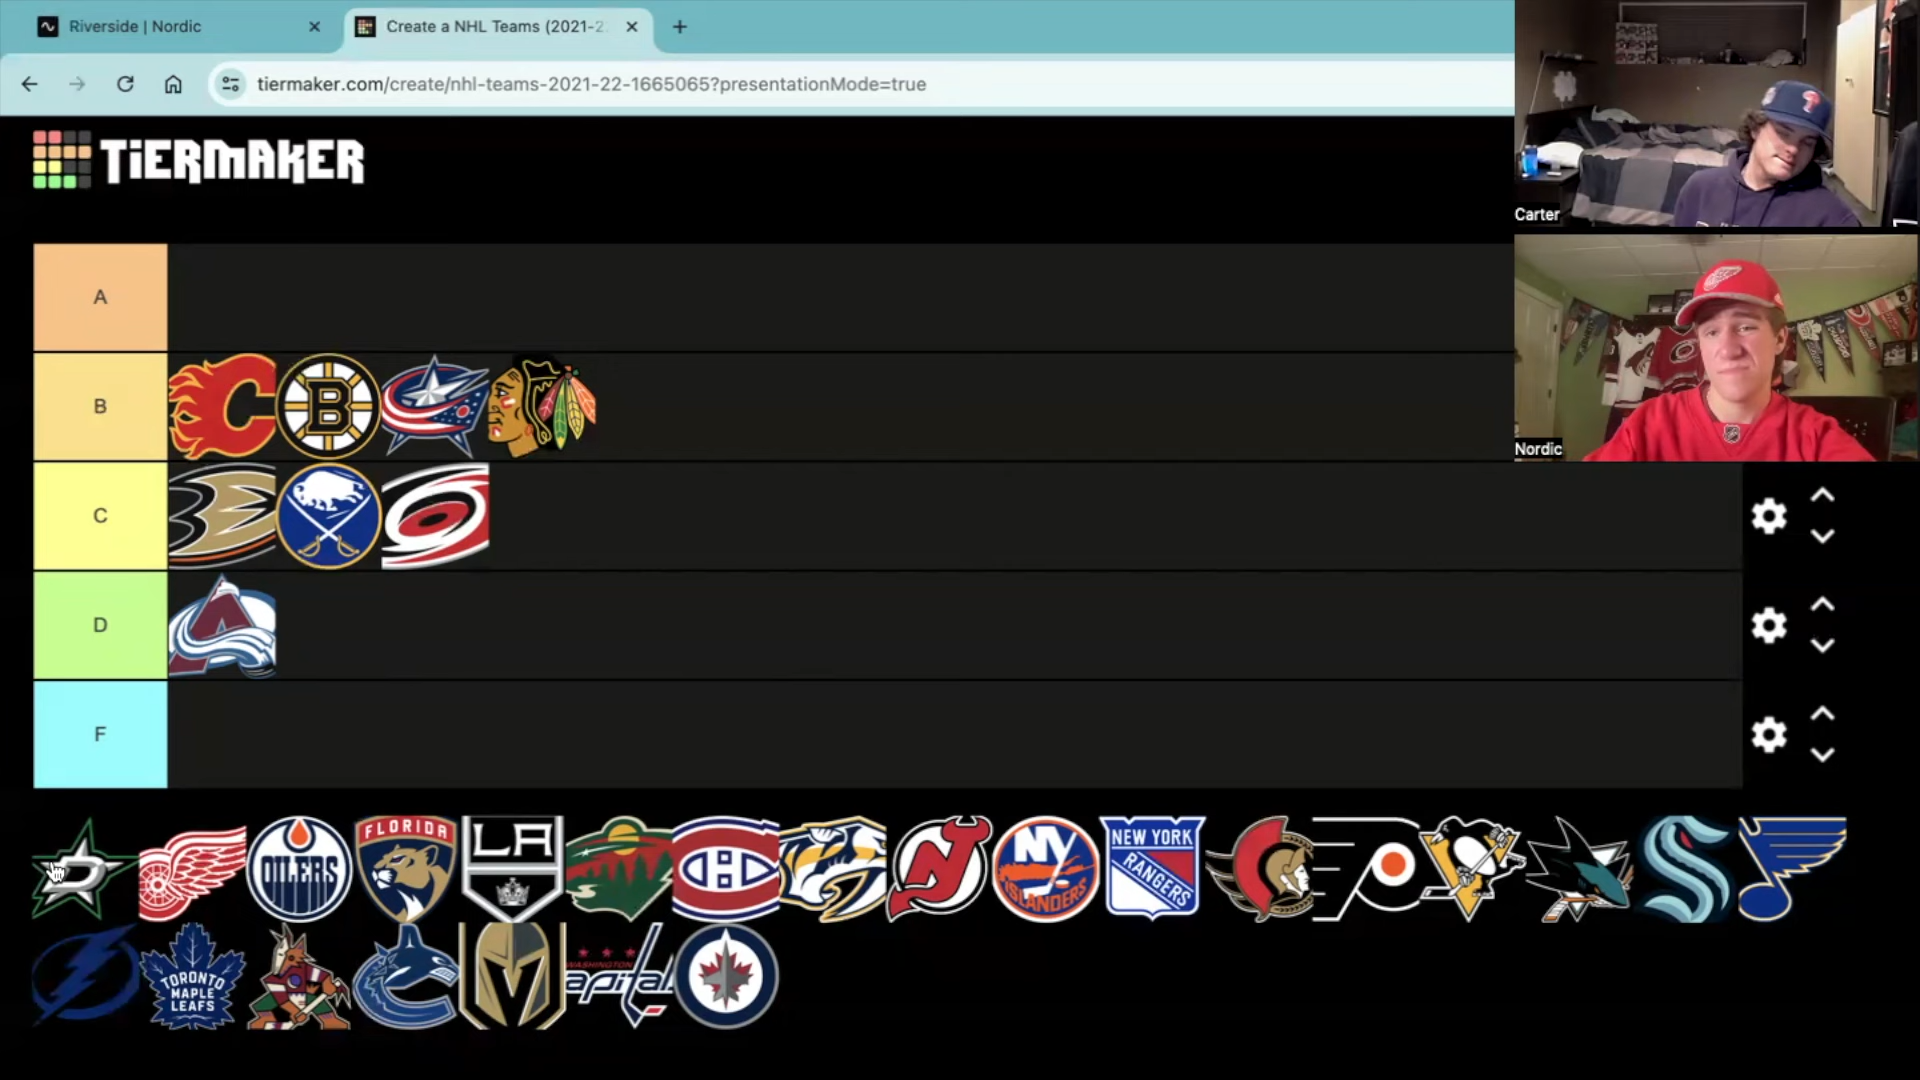 Riverside | Nordic
Create a NHL Teams (2021-2
tiermaker.com/create/nhl-teams-2021-22-1665065?presentationMode=true
TiERMAKER
Carter
Nordic
A
B
B
C
D
F
FLORIDA
OILERS
LA
NY
ISLANDERS
NEW YORK
RANGERS
TORONTO
MAPLE
LEAFS
WASHINGTON
capitals